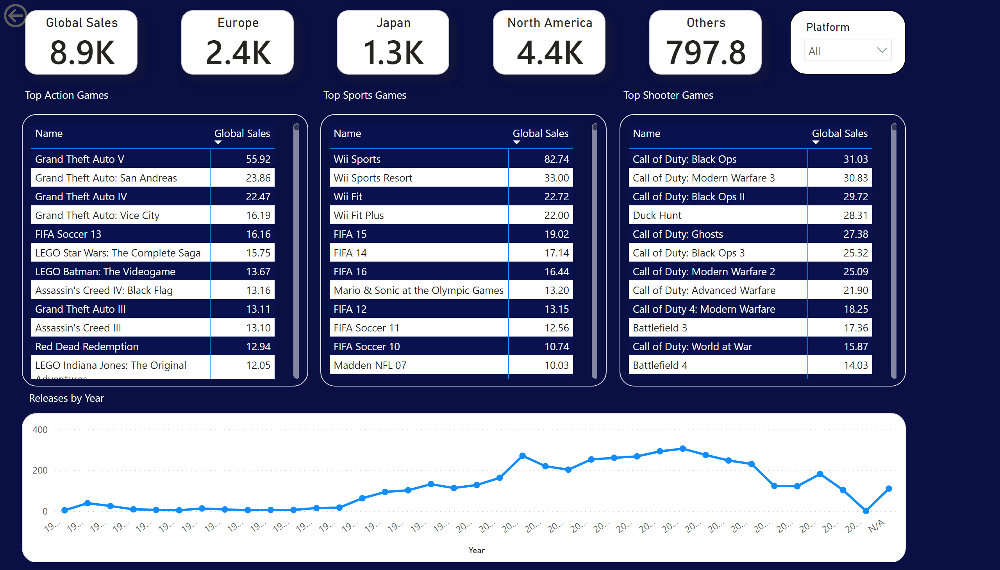 Global Sales
8.9K
Europe
2.4K
Japan
1.3K
North America
4.4K
Others
797.8
Platform
All
Top Action Games
Name Global Sales
Grand Theft Auto V 55.92
Grand Theft Auto: San Andreas 23.86
Grand Theft Auto IV 22.47
Grand Theft Auto: Vice City 16.19
FIFA Soccer 13 16.16
LEGO Star Wars: The Complete Saga 15.75
LEGO Batman: The Videogame 13.67
Assassin's Creed IV: Black Flag 13.16
Grand Theft Auto III 13.11
Assassin's Creed III 13.10
Red Dead Redemption 12.94
LEGO Indiana Jones: The Original 12.05
Adventures
Top Sports Games
Name Global Sales
Wii Sports 82.74
Wii Sports Resort 33.00
Wii Fit 22.72
Wii Fit Plus 22.00
FIFA 15 19.02
FIFA 14 17.14
FIFA 16 16.44
Mario & Sonic at the Olympic Games 13.20
FIFA 12 13.15
FIFA Soccer 11 12.56
FIFA Soccer 10 10.74
Madden NFL 07 10.03
Top Shooter Games
Name Global Sales
Call of Duty: Black Ops 31.03
Call of Duty: Modern Warfare 3 30.83
Call of Duty: Black Ops II 29.72
Duck Hunt 28.31
Call of Duty: Ghosts 27.38
Call of Duty: Black Ops 3 25.32
Call of Duty: Modern Warfare 2 25.09
Call of Duty: Advanced Warfare 21.90
Call of Duty 4: Modern Warfare 18.25
Battlefield 3 17.36
Call of Duty: World at War 15.87
Battlefield 4 14.03
Releases by Year
400
200
0
19... 19... 19... 19... 19... 19... 19... 19... 19... 19... 19... 19... 19... 19... 19... 19... 19... 19... 20... 20... 20... 20... 20... 20... 20... 20... 20... 20... 20... 20... 20... 20... 20... 20... 20... 20... N/A
Year